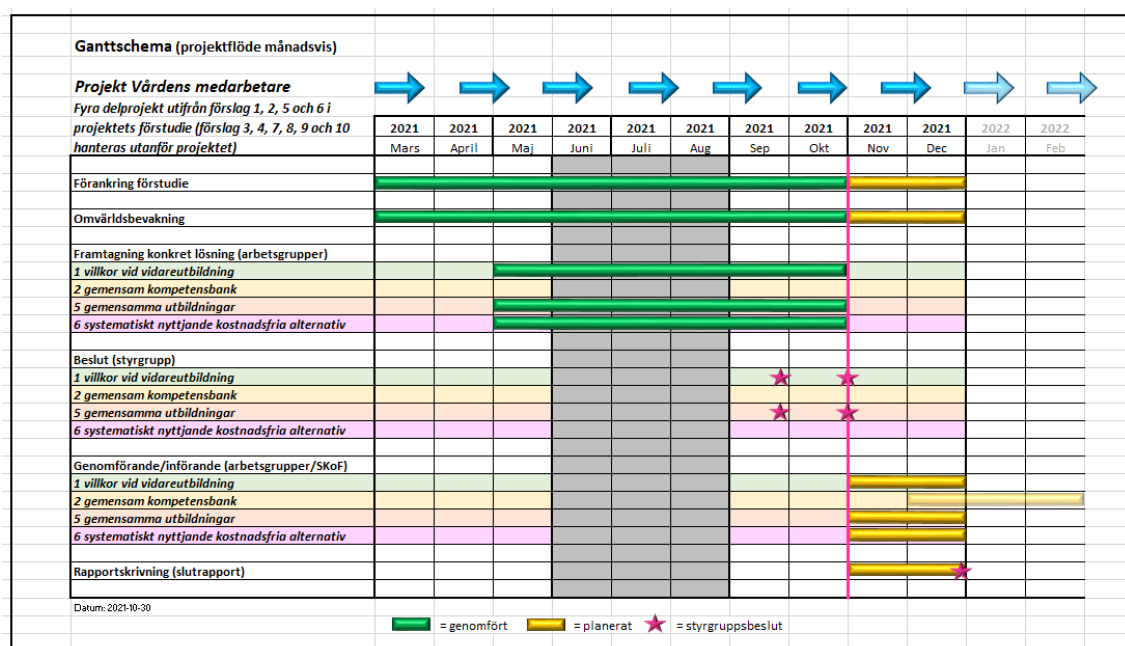 Ganttschema (projektflöde månadsvis)
Projekt Vårdens medarbetare
Fyra delprojekt utifrån förslag 1, 2, 5 och 6 i
projektets förstudie (förslag 3, 4, 7, 8, 9 och 10
hanteras utanför projektet)
2021 2021 2021 2021 2021 2021 2021 2021 2021 2021 2022 2022
Mars April Maj Juni Juli Aug Sep Okt Nov Dec Jan Feb
Förankring förstudie
Omvärldsbevakning
Framtagning konkret lösning (arbetsgrupper)
1 villkor vid vidareutbildning
2 gemensam kompetensbank
5 gemensamma utbildningar
6 systematiskt nyttjande kostnadsfria alternativ
Beslut (styrgrupp)
1 villkor vid vidareutbildning
2 gemensam kompetensbank
5 gemensamma utbildningar
6 systematiskt nyttjande kostnadsfria alternativ
Genomförande/införande (arbetsgrupper/SKoF)
1 villkor vid vidareutbildning
2 gemensam kompetensbank
5 gemensamma utbildningar
6 systematiskt nyttjande kostnadsfria alternativ
Rapportskrivning (slutrapport)
Datum: 2021-10-30
= genomfört = planerat = styrgruppsbeslut